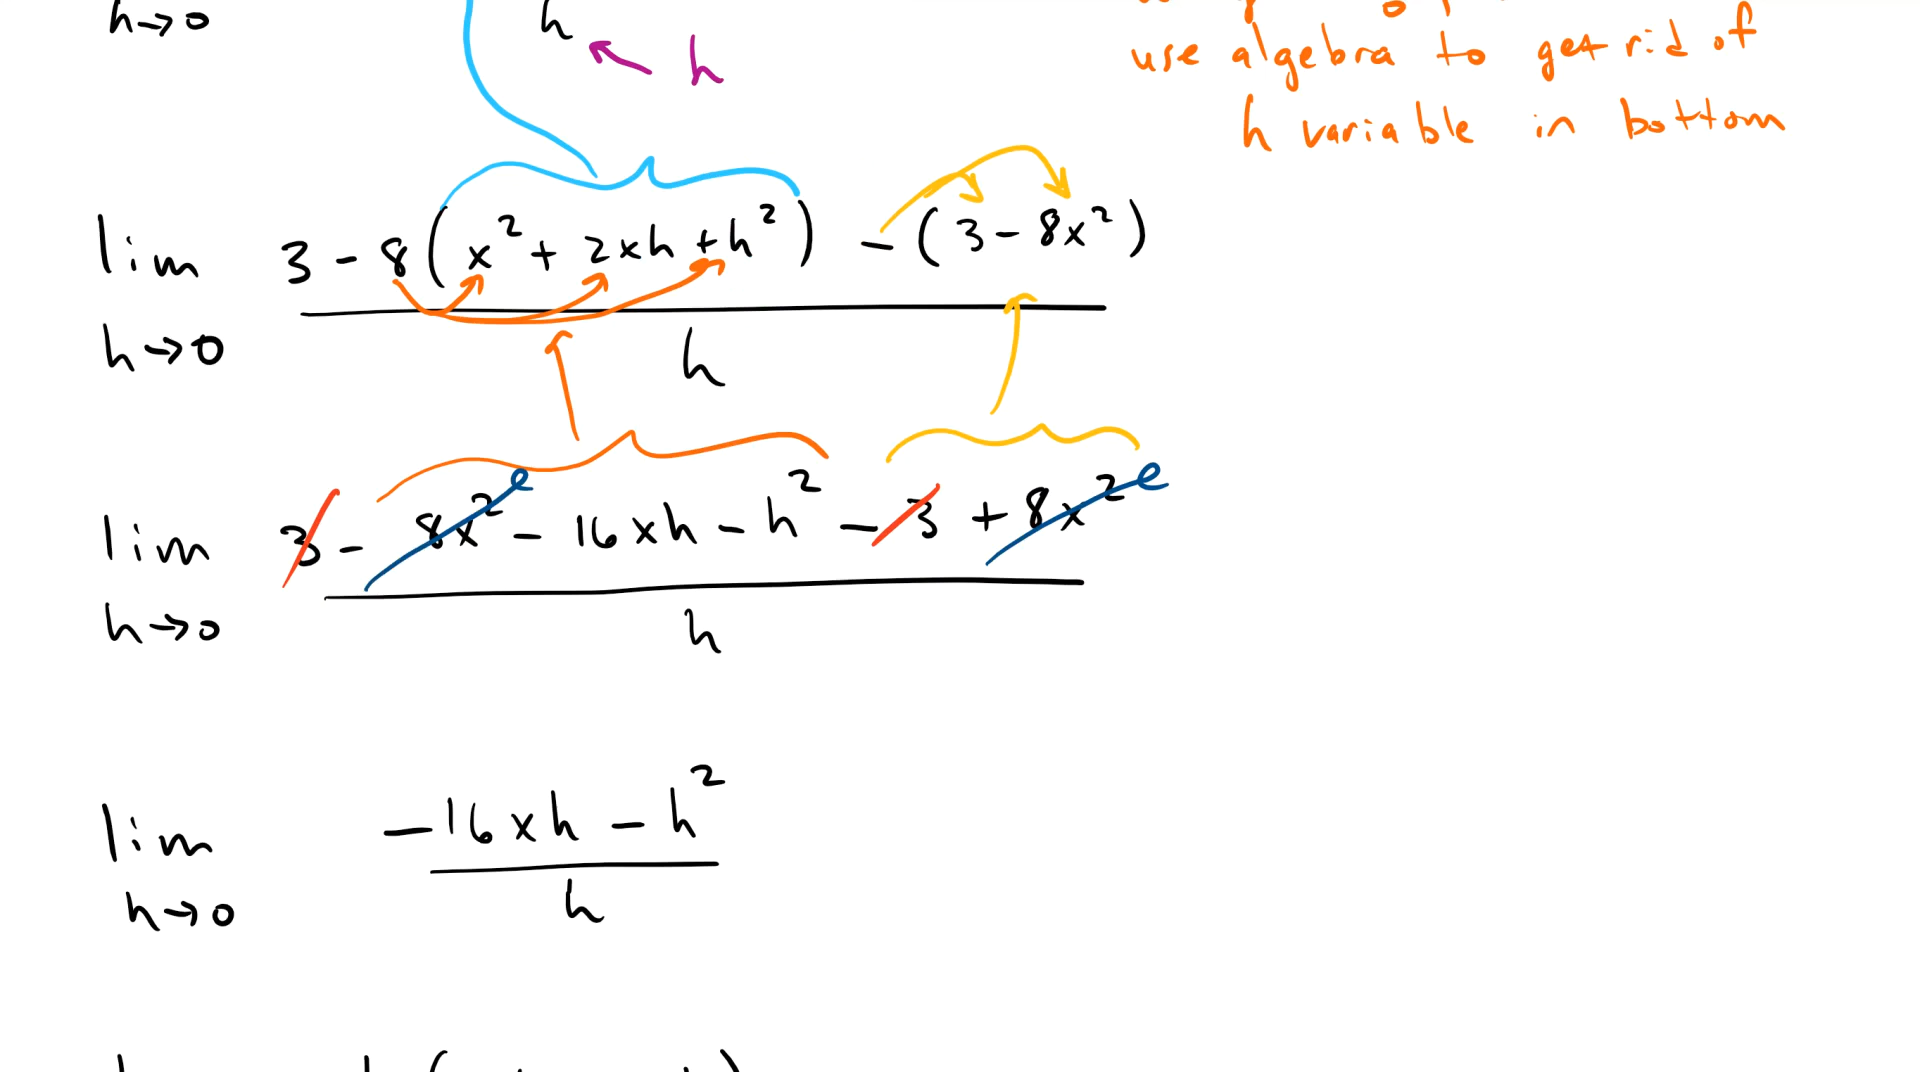 h→0 h
← h
use algebra to get rid of
h variable in bottom
lim 3 - 8(x² + 2xh + h²) - (3 - 8x²)
h→0 h
lim 3 - 8x² - 16xh - h² - 3 + 8x²
h→0 h
lim -16xh - h²
h→0 h